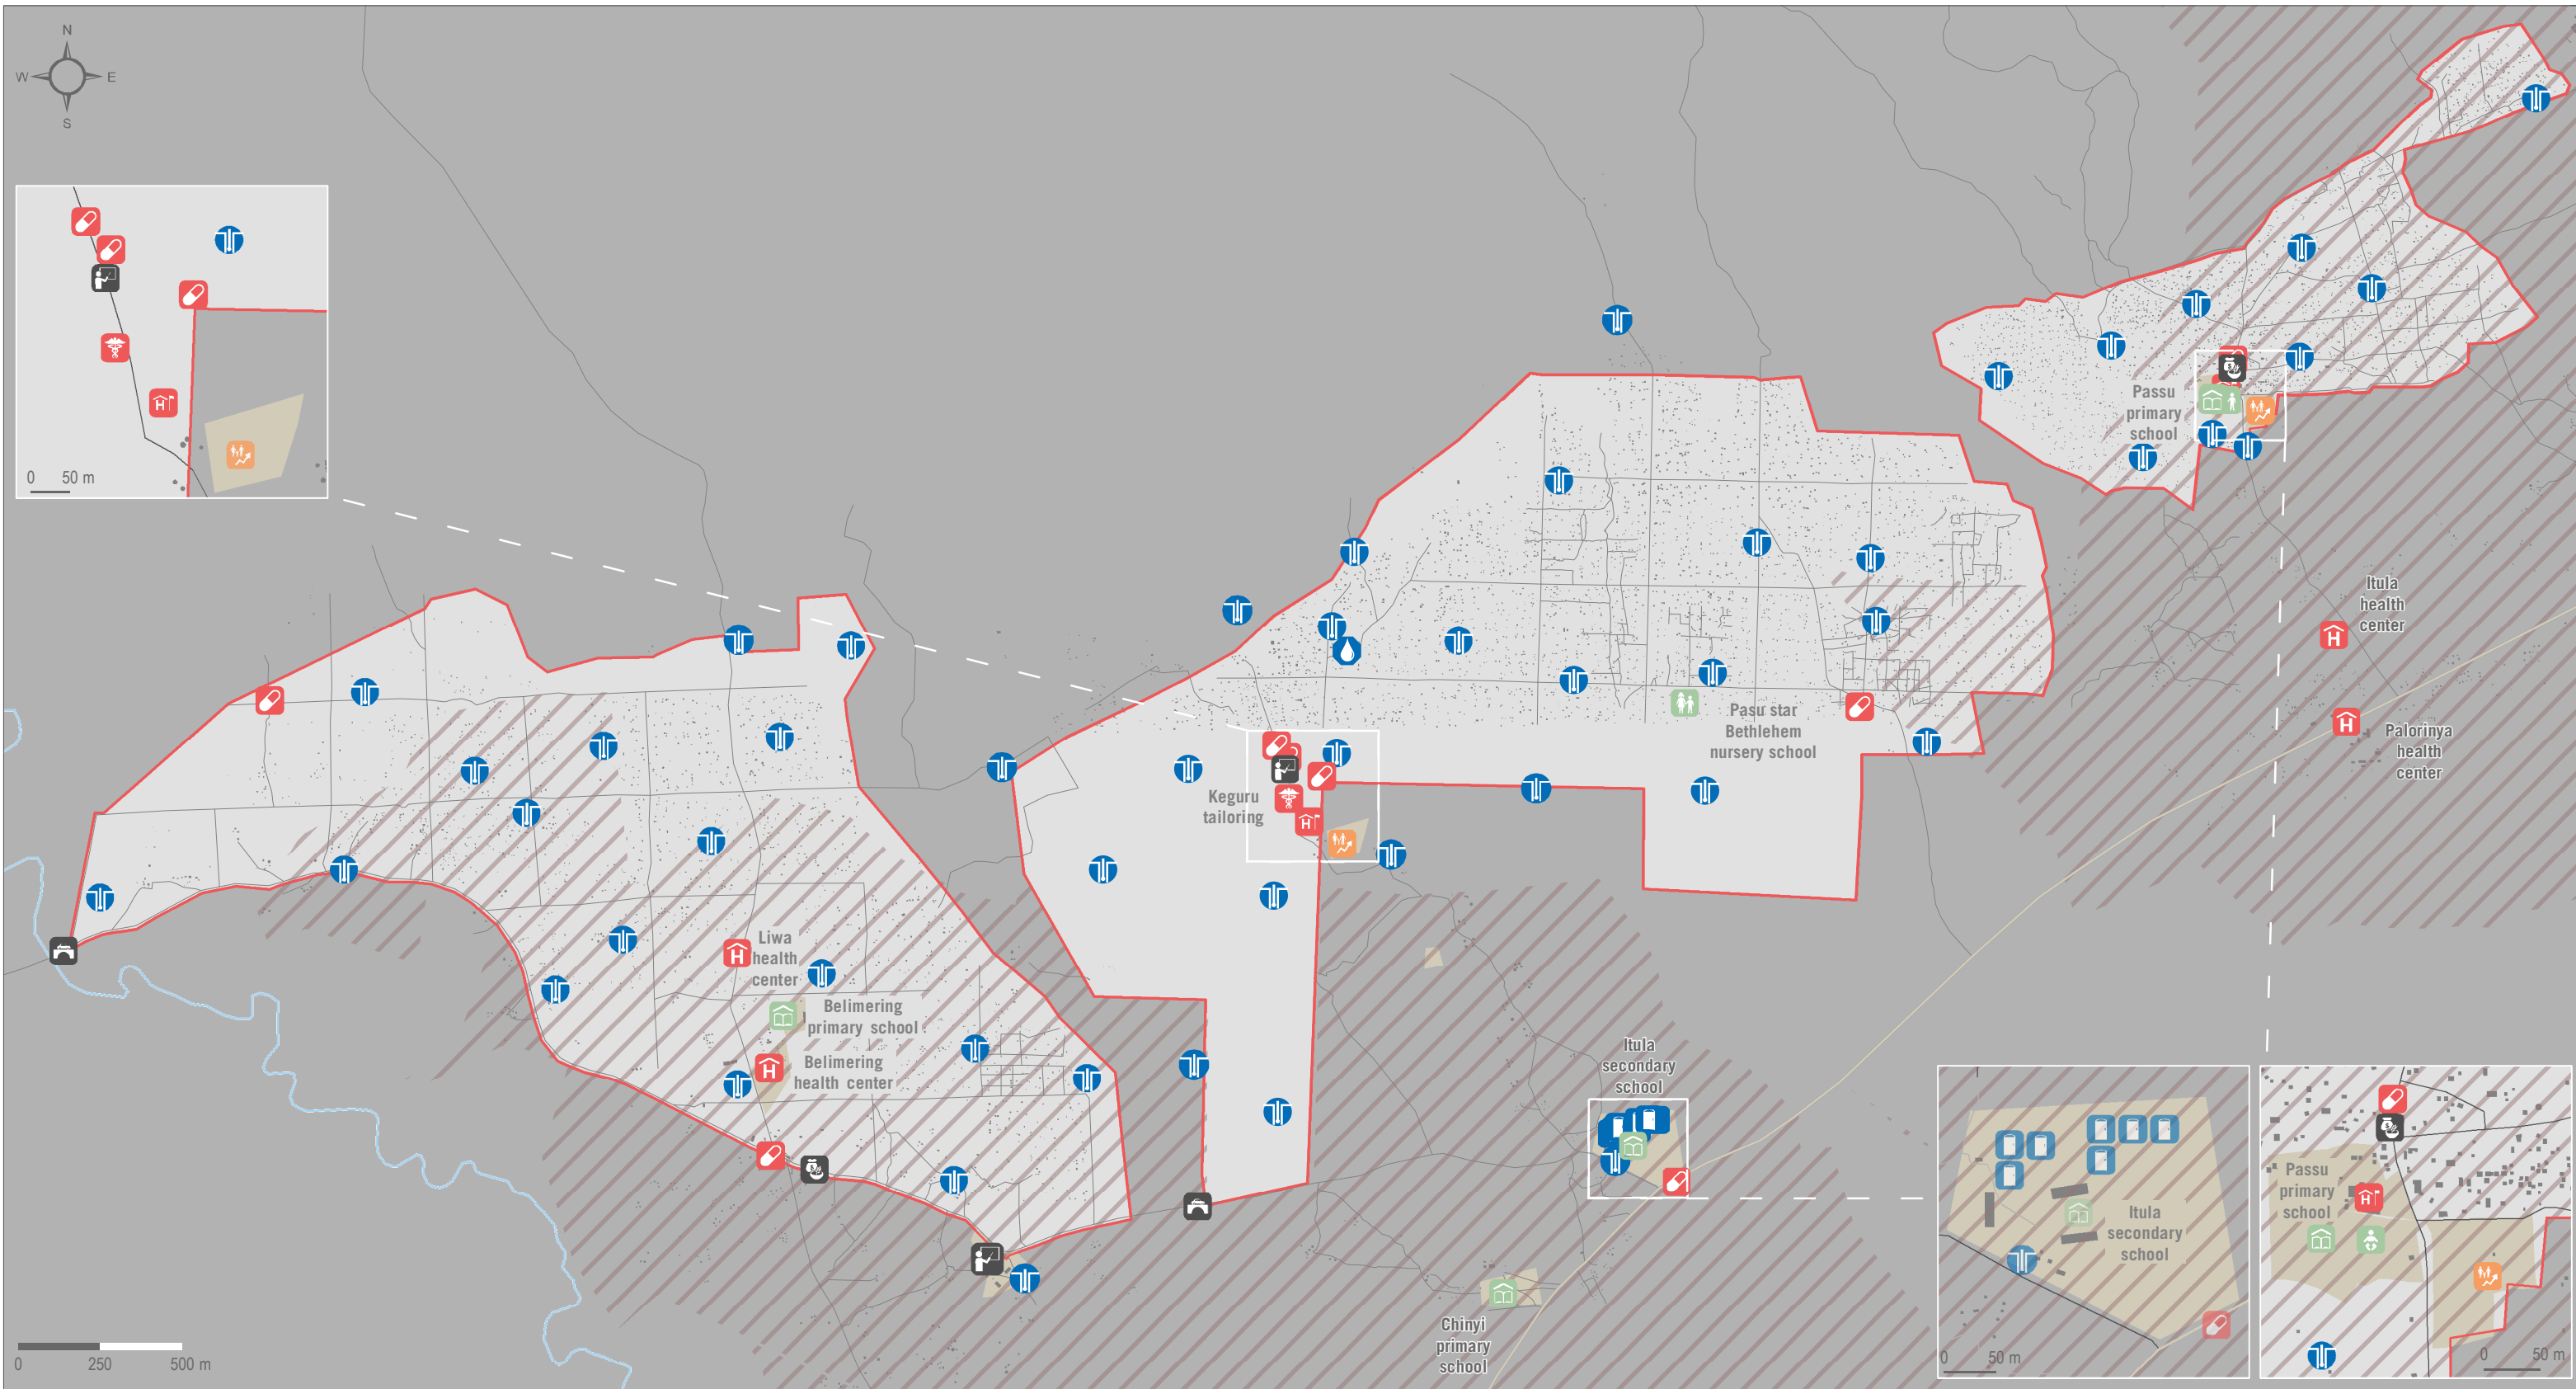 N
W E
S
0 50 m
Passu
primary
school
Itula
health
center
Palorinya
health
center
Pasu star
Bethlehem
nursery school
Keguru
tailoring
Liwa
health
center
Belimering
primary school
Belimering
health center
Itula
secondary
school
Chinyi
primary
school
Itula
secondary
school
0 50 m
Passu
primary
school
0 50 m
0 250 500 m